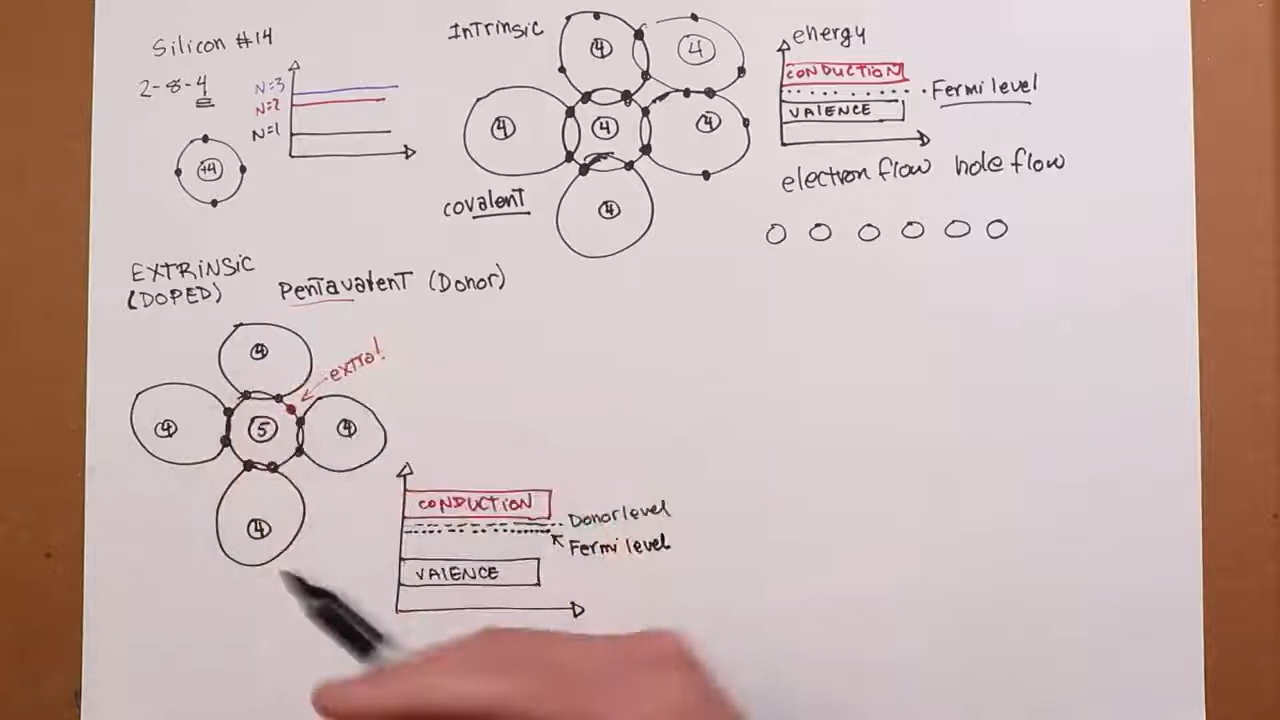 Silicon #14
2-8-4
N=3
N=2
N=1
+4
INTrinsic
4
4
4
4
4
4
covalenT
energy
CONDUCTION
Fermi level
VALENCE
electron flow hole flow
EXTRINSIC
(DOPED)
PenTavalenT (Donor)
extra!
4
4
5
4
4
CONDUCTION
Donor level
Fermi level
VALENCE